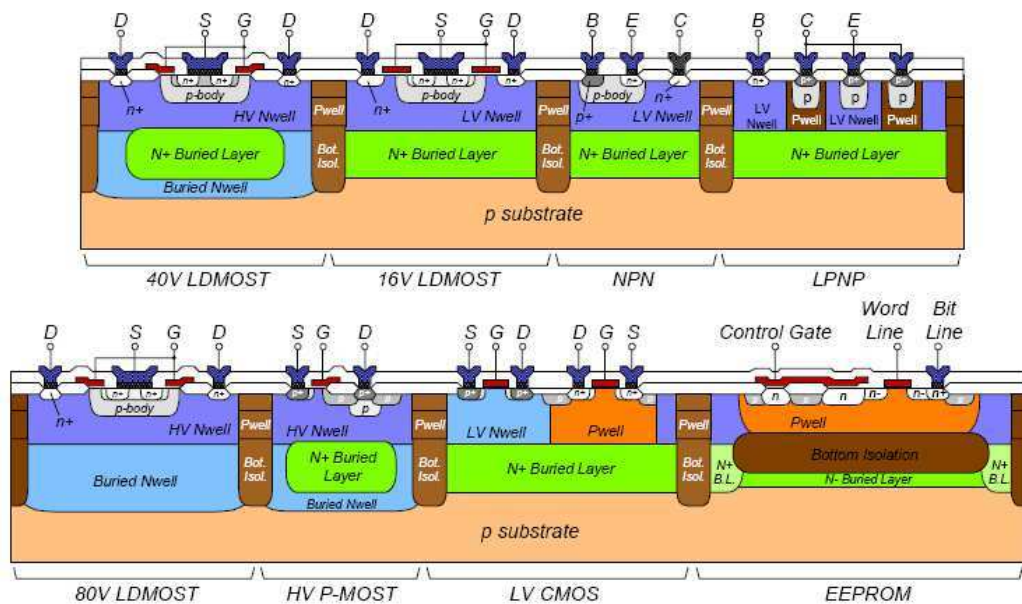 D S G D D S G D B E C B C E
n+ n+ n+ n+ n+ n+ n+ n+ n+ n+ p+ p+ p+
p-body p-body p-body p p p
n+ HV Nwell Pwell n+ LV Nwell Pwell p+ n+ LV Nwell Pwell LV Nwell Pwell LV Nwell Pwell
N+ Buried Layer Bot. Isol. N+ Buried Layer Bot. Isol. N+ Buried Layer Bot. Isol. N+ Buried Layer
Buried Nwell
p substrate
40V LDMOST 16V LDMOST NPN LPNP
D S G D S G D G D D G S Control Gate Word Line Bit Line
n+ n+ p+ p+ p+ p+ n+ n+ n n n- n- n+
p-body p
n+ HV Nwell Pwell HV Nwell Pwell LV Nwell Pwell Pwell Pwell
Buried Nwell Bot. Isol. N+ Buried Layer Bot. Isol. N+ Buried Layer Bot. Isol. N+ B.L. Bottom Isolation N+ B.L.
Buried Nwell N- Buried Layer
p substrate
80V LDMOST HV P-MOST LV CMOS EEPROM